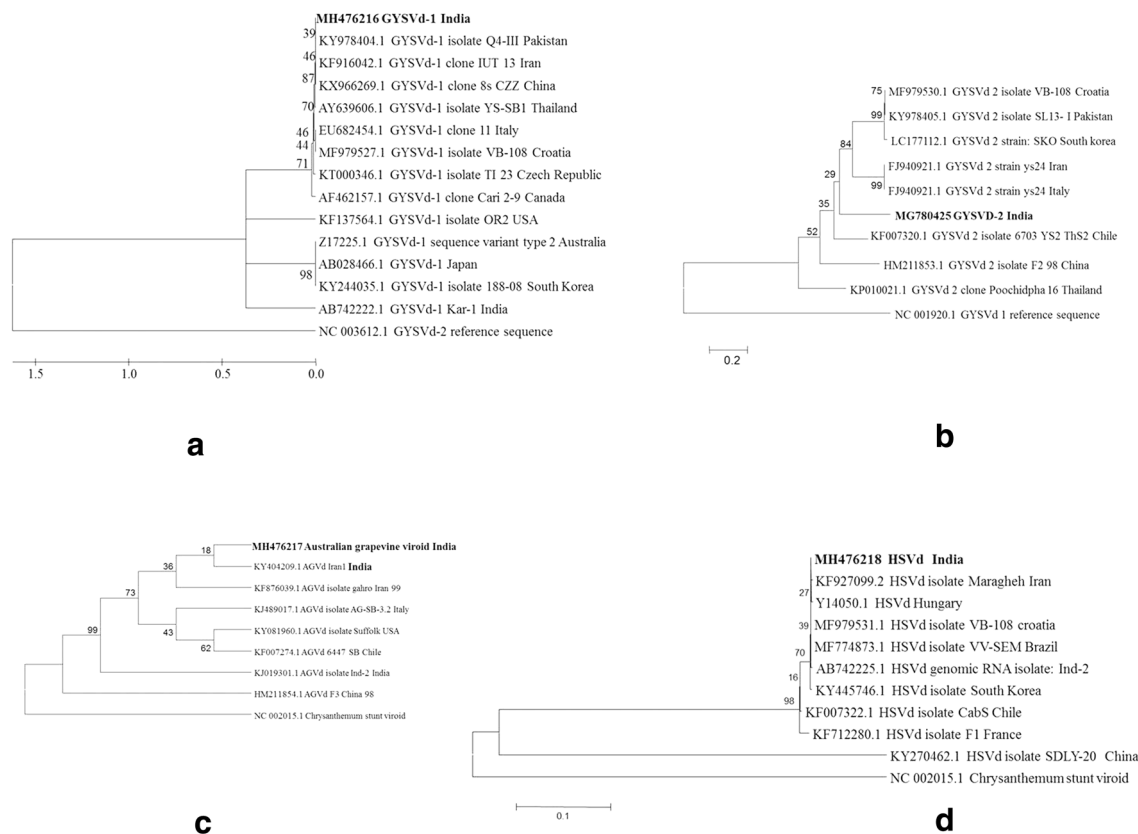 MH476216 GYSVd-1 India
39
KY978404.1 GYSVd-1 isolate Q4-III Pakistan
46
KF916042.1 GYSVd-1 clone IUT 13 Iran
87
KX966269.1 GYSVd-1 clone 8s CZZ China
70
AY639606.1 GYSVd-1 isolate YS-SB1 Thailand
46
EU682454.1 GYSVd-1 clone 11 Italy
44
MF979527.1 GYSVd-1 isolate VB-108 Croatia
71
KT000346.1 GYSVd-1 isolate TI 23 Czech Republic
AF462157.1 GYSVd-1 clone Cari 2-9 Canada
KF137564.1 GYSVd-1 isolate OR2 USA
Z17225.1 GYSVd-1 sequence variant type 2 Australia
AB028466.1 GYSVd-1 Japan
98
KY244035.1 GYSVd-1 isolate 188-08 South Korea
AB742222.1 GYSVd-1 Kar-1 India
NC 003612.1 GYSVd-2 reference sequence
1.5 1.0 0.5 0.0
a
75
MF979530.1 GYSVd 2 isolate VB-108 Croatia
99
KY978405.1 GYSVd 2 isolate SL13- I Pakistan
LC177112.1 GYSVd 2 strain: SKO South korea
84
FJ940921.1 GYSVd 2 strain ys24 Iran
29
99
FJ940921.1 GYSVd 2 strain ys24 Italy
35
MG780425 GYSVD-2 India
52
KF007320.1 GYSVd 2 isolate 6703 YS2 ThS2 Chile
HM211853.1 GYSVd 2 isolate F2 98 China
KP010021.1 GYSVd 2 clone Poochidpha 16 Thailand
NC 001920.1 GYSVd 1 reference sequence
0.2
b
18
MH476217 Australian grapevine viroid India
36
KY404209.1 AGVd Iran1 India
KF876039.1 AGVd isolate gahro Iran 99
73
KJ489017.1 AGVd isolate AG-SB-3.2 Italy
99
43
KY081960.1 AGVd isolate Suffolk USA
62
KF007274.1 AGVd 6447 SB Chile
KJ019301.1 AGVd isolate Ind-2 India
HM211854.1 AGVd F3 China 98
NC 002015.1 Chrysanthemum stunt viroid
c
MH476218 HSVd India
KF927099.2 HSVd isolate Maragheh Iran
27
Y14050.1 HSVd Hungary
39
MF979531.1 HSVd isolate VB-108 croatia
70
MF774873.1 HSVd isolate VV-SEM Brazil
16
AB742225.1 HSVd genomic RNA isolate: Ind-2
KY445746.1 HSVd isolate South Korea
98
KF007322.1 HSVd isolate CabS Chile
KF712280.1 HSVd isolate F1 France
KY270462.1 HSVd isolate SDLY-20 China
NC 002015.1 Chrysanthemum stunt viroid
0.1
d